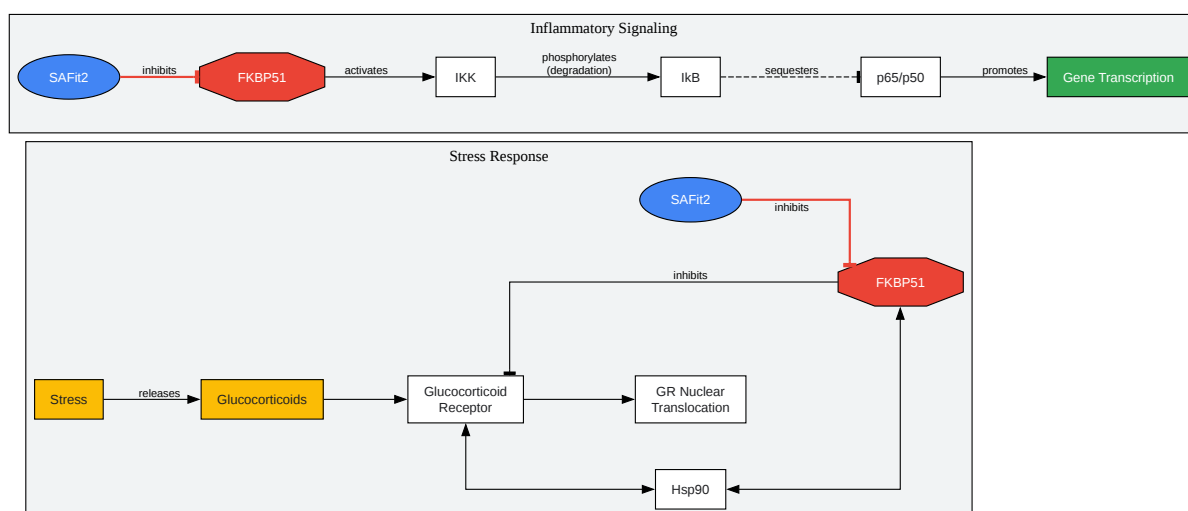 Inflammatory Signaling
SAFit2
inhibits
FKBP51
activates
IKK
phosphorylates
(degradation)
IkB
sequesters
p65/p50
promotes
Gene Transcription
Stress Response
SAFit2
inhibits
FKBP51
inhibits
Stress
releases
Glucocorticoids
Glucocorticoid
Receptor
GR Nuclear
Translocation
Hsp90